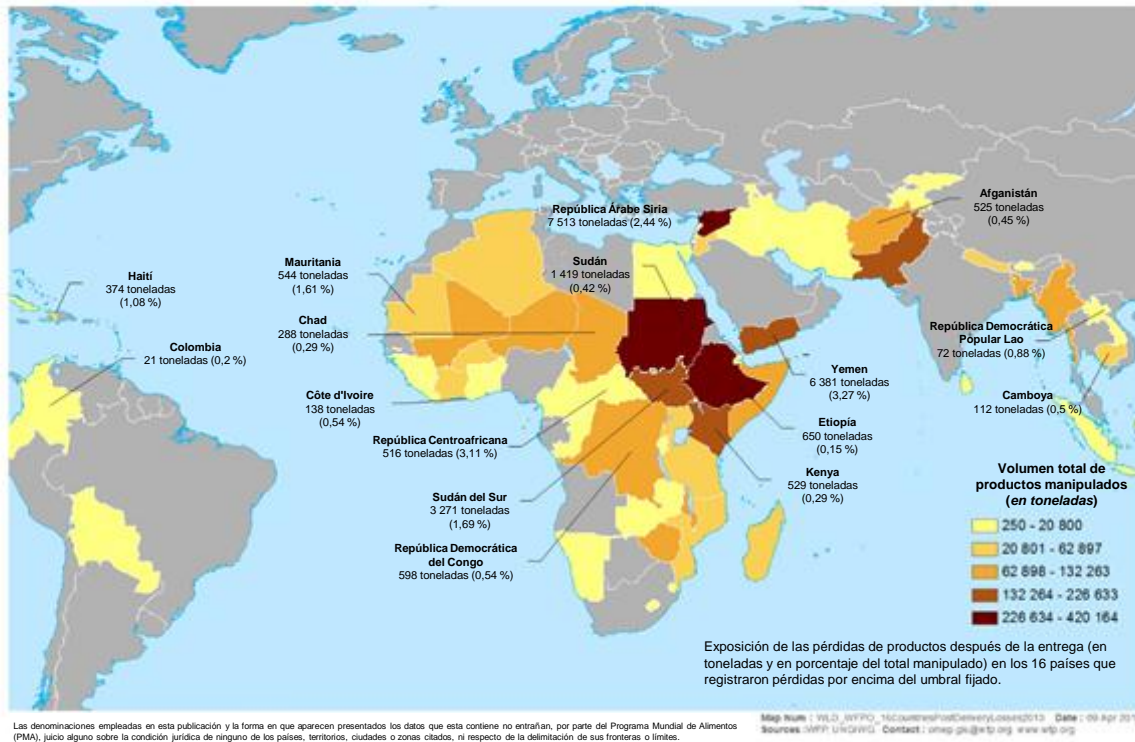 República Árabe Siria
7 513 toneladas (2,44 %)
Afganistán
525 toneladas
(0,45 %)
Mauritania
544 toneladas
(1,61 %)
Sudán
1 419 toneladas
(0,42 %)
Haití
374 toneladas
(1,08 %)
Chad
288 toneladas
(0,29 %)
República Democrática
Popular Lao
72 toneladas (0,88 %)
Colombia
21 toneladas (0,2 %)
Yemen
6 381 toneladas
(3,27 %)
Côte d'Ivoire
138 toneladas
(0,54 %)
Camboya
112 toneladas (0,5 %)
República Centroafricana
516 toneladas (3,11 %)
Etiopía
650 toneladas
(0,15 %)
Kenya
529 toneladas
(0,29 %)
Sudán del Sur
3 271 toneladas
(1,69 %)
República Democrática
del Congo
598 toneladas (0,54 %)
Volumen total de
productos manipulados
(en toneladas)
250 - 20 800
20 801 - 62 897
62 898 - 132 263
132 264 - 226 633
226 634 - 420 164
Exposición de las pérdidas de productos después de la entrega (en
toneladas y en porcentaje del total manipulado) en los 16 países que
registraron pérdidas por encima del umbral fijado.
Las denominaciones empleadas en esta publicación y la forma en que aparecen presentados los datos que esta contiene no entrañan, por parte del Programa Mundial de Alimentos
(PMA), juicio alguno sobre la condición jurídica de ninguno de los países, territorios, ciudades o zonas citados, ni respecto de la delimitación de sus fronteras o límites.
Map Num : Date : 09 Apr
Sources : WFP, UNGIWG. Contact :